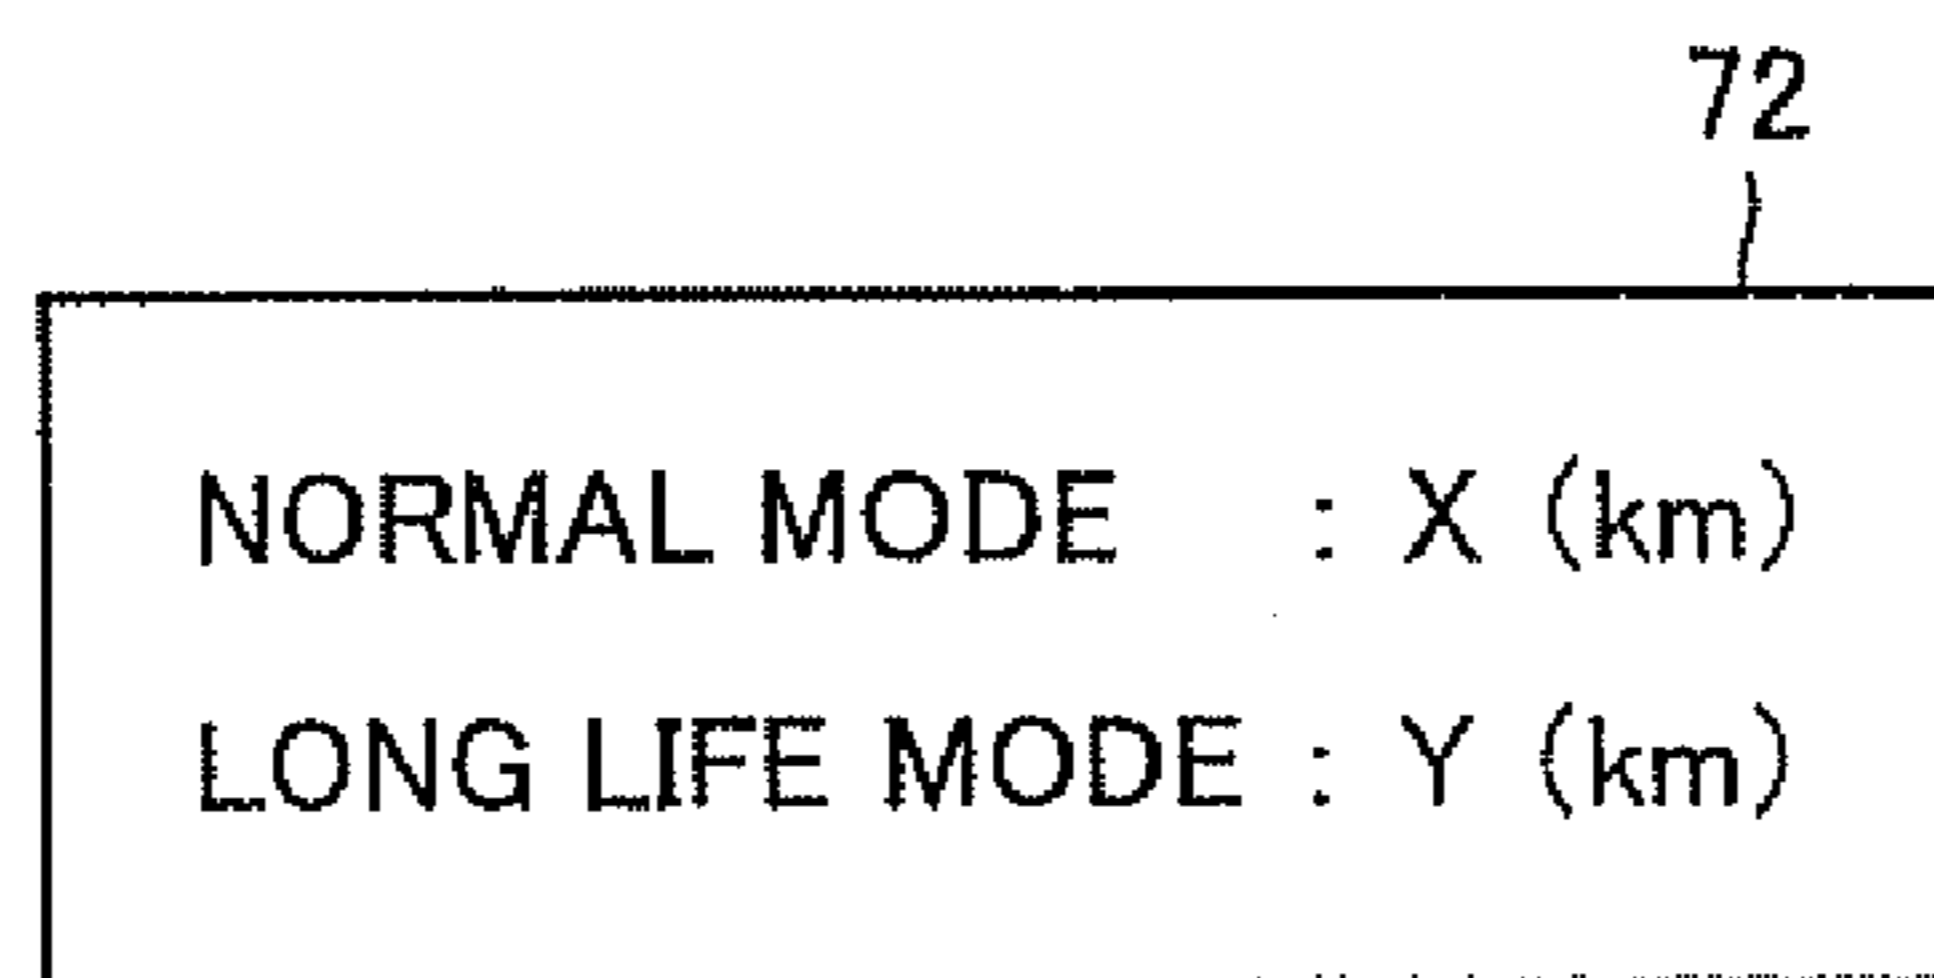 72
NORMAL MODE : X (km)
LONG LIFE MODE : Y (km)